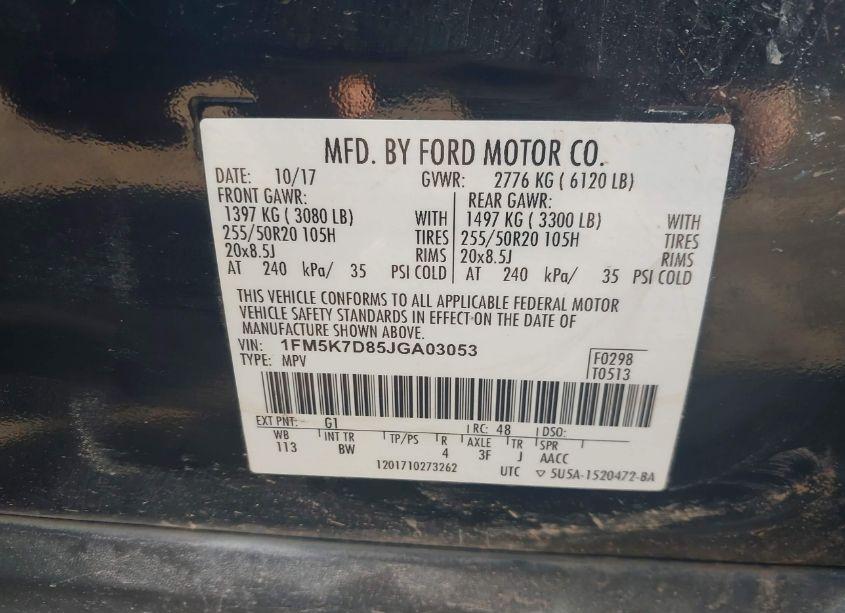 MFD. BY FORD MOTOR CO.
DATE: 10/17 GVWR: 2776 KG ( 6120 LB)
FRONT GAWR: REAR GAWR:
1397 KG ( 3080 LB) WITH 1497 KG ( 3300 LB) WITH
255/50R20 105H TIRES 255/50R20 105H TIRES
20x8.5J RIMS 20x8.5J RIMS
AT 240 kPa/ 35 PSI COLD AT 240 kPa/ 35 PSI COLD
THIS VEHICLE CONFORMS TO ALL APPLICABLE FEDERAL MOTOR
VEHICLE SAFETY STANDARDS IN EFFECT ON THE DATE OF
MANUFACTURE SHOWN ABOVE.
VIN: 1FM5K7D85JGA03053
TYPE: MPV
F0298
T0513
EXT PNT: G1 RC: 48 DSO:
WB INT TR TP/PS R AXLE TR SPR
113 BW 4 3F J AACC
1201710273262 UTC ▽ 5U5A-1520472-BA